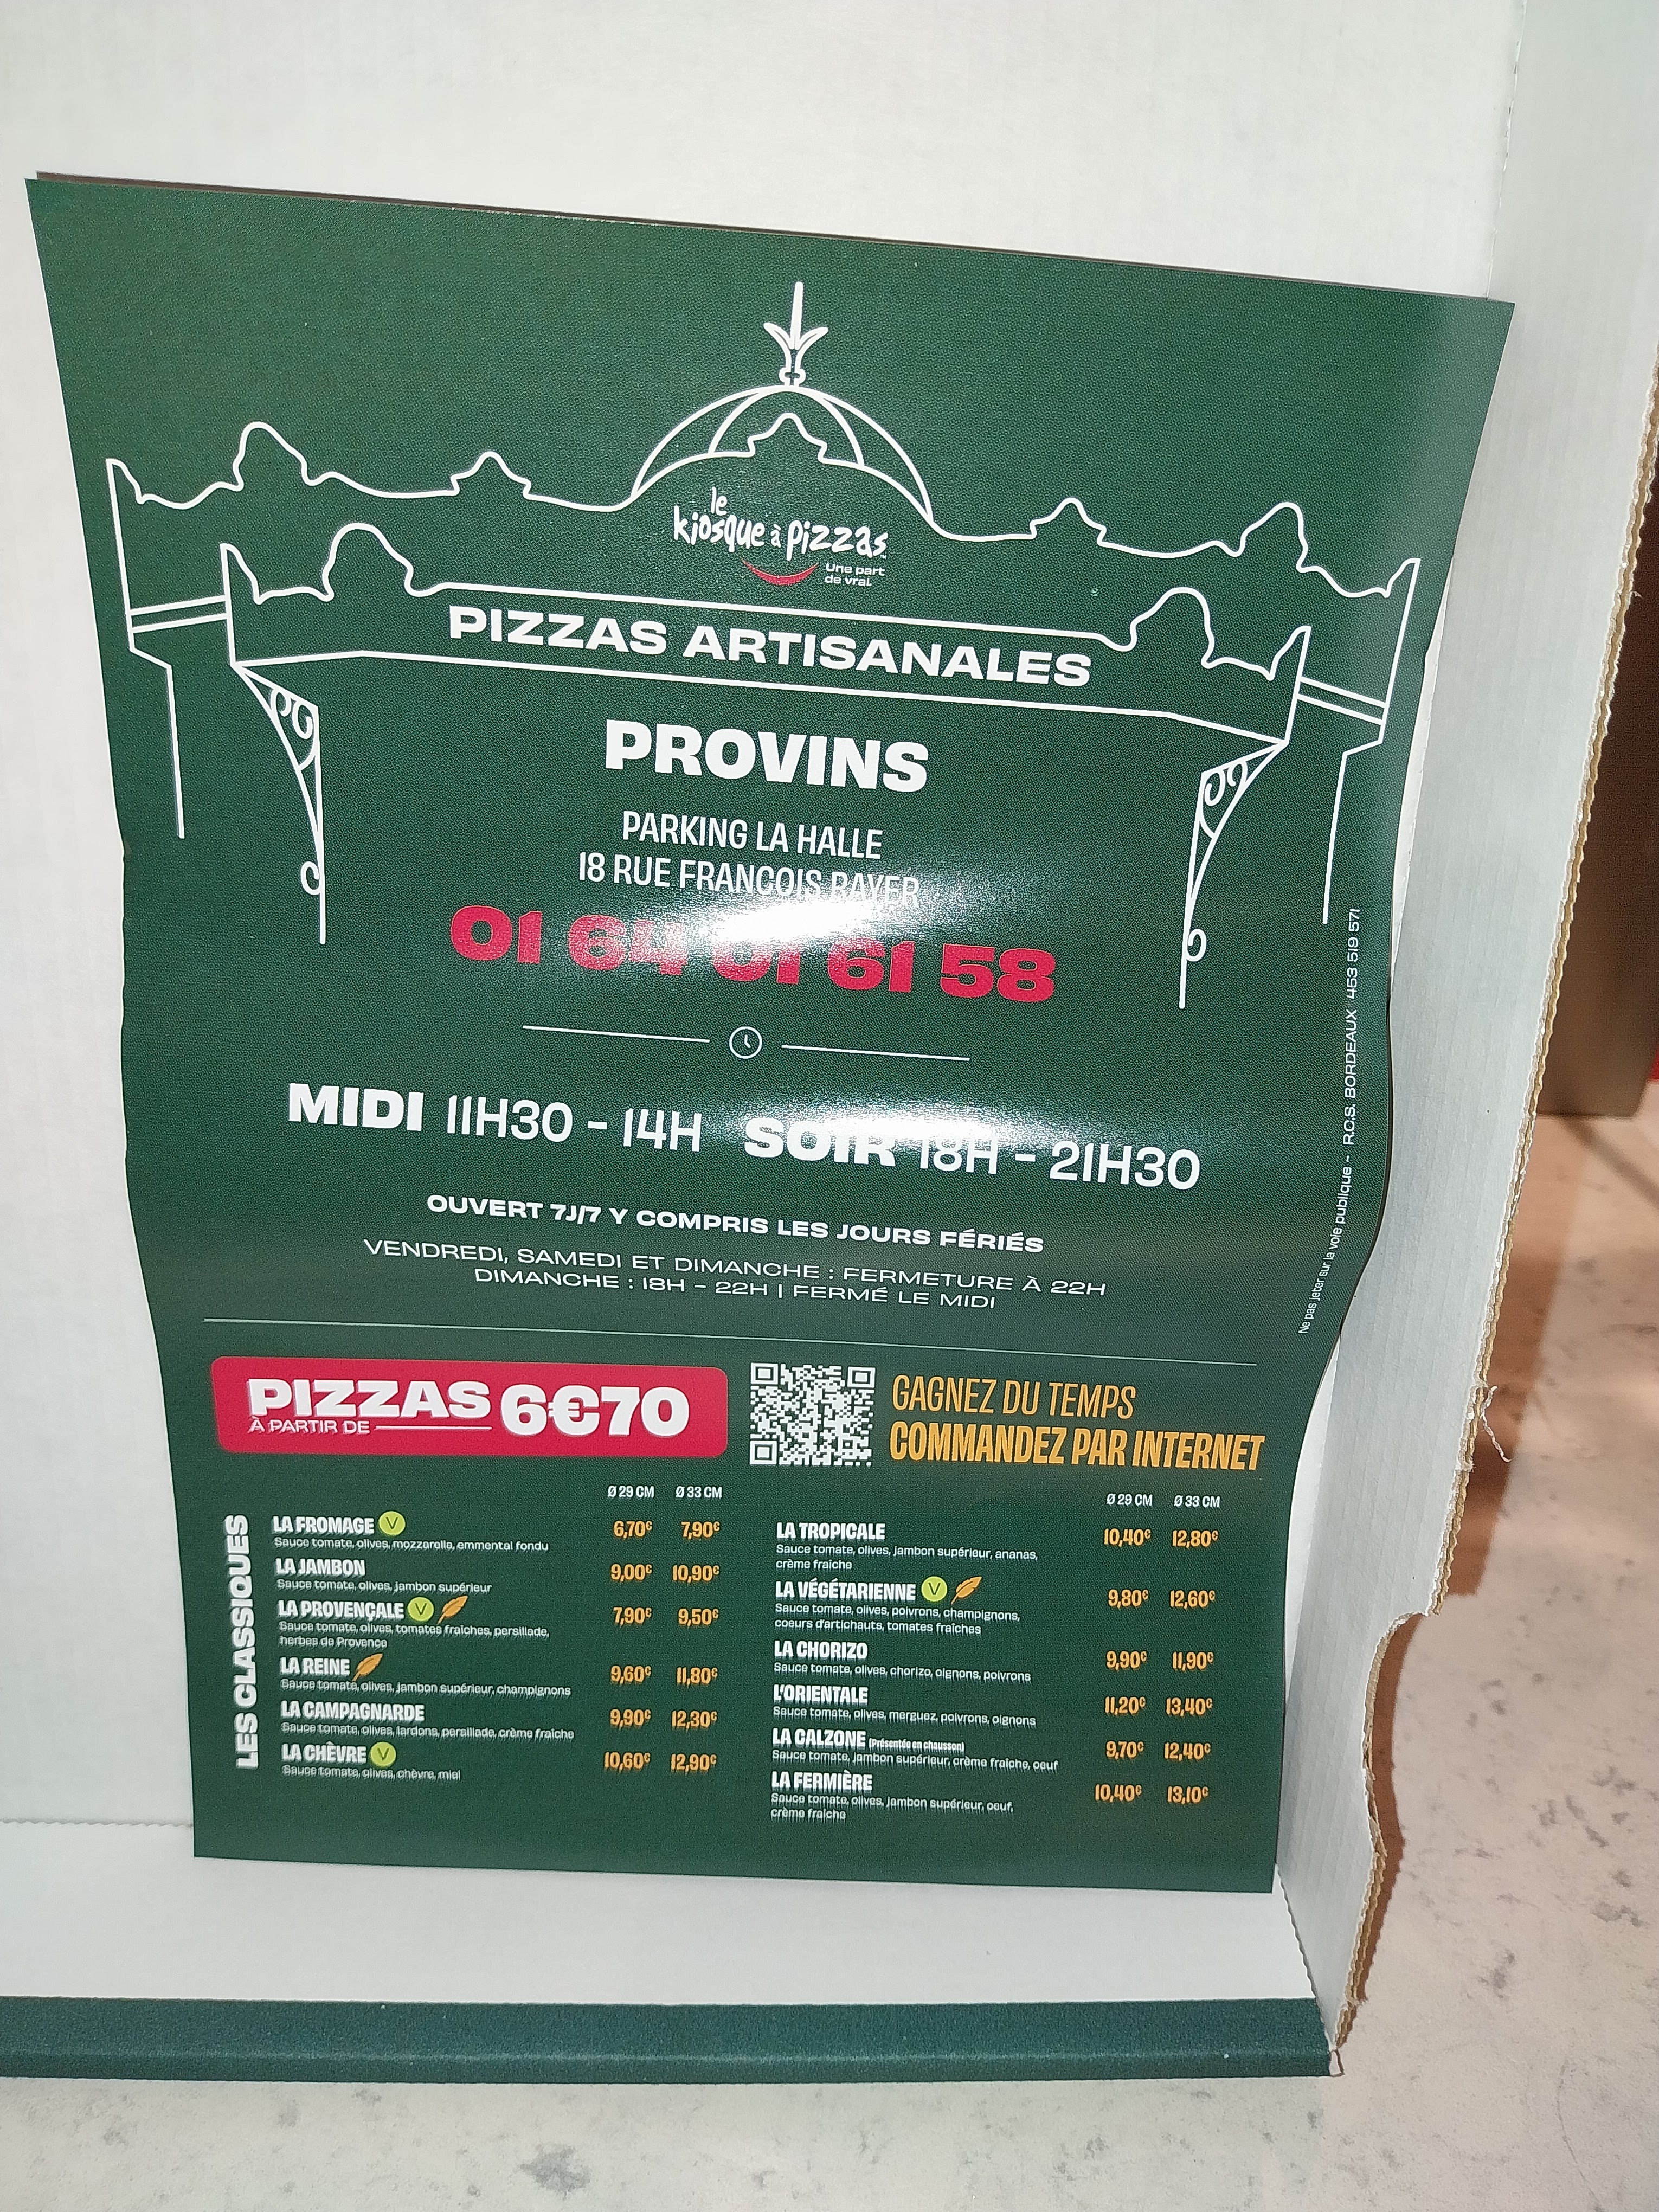 le
kiosque à pizzas
Une part
de vrai.
PIZZAS ARTISANALES
PROVINS
PARKING LA HALLE
18 RUE FRANÇOIS BAYER
01 64 01 61 58
MIDI 11H30 - 14H SOIR 18H - 21H30
OUVERT 7J/7 Y COMPRIS LES JOURS FÉRIÉS
VENDREDI, SAMEDI ET DIMANCHE : FERMETURE À 22H
DIMANCHE : 18H - 22H | FERMÉ LE MIDI
Ne pas jeter sur la voie publique - R.C.S. BORDEAUX 453 519 571
PIZZAS 6€70
À PARTIR DE
GAGNEZ DU TEMPS
COMMANDEZ PAR INTERNET
LES CLASSIQUES
Ø 29 CM Ø 33 CM
LA FROMAGE V 6,70€ 7,90€
Sauce tomate, olives, mozzarella, emmental fondu
LA JAMBON 9,00€ 10,90€
Sauce tomate, olives, jambon supérieur
LA PROVENÇALE V 7,90€ 9,50€
Sauce tomate, olives, tomates fraîches, persillade,
herbes de Provence
LA REINE 9,60€ 11,80€
Sauce tomate, olives, jambon supérieur, champignons
LA CAMPAGNARDE 9,90€ 12,30€
Sauce tomate, olives, lardons, persillade, crème fraîche
LA CHÈVRE V 10,60€ 12,90€
Sauce tomate, olives, chèvre, miel
Ø 29 CM Ø 33 CM
LA TROPICALE 10,40€ 12,80€
Sauce tomate, olives, jambon supérieur, ananas,
crème fraîche
LA VÉGÉTARIENNE V 9,80€ 12,60€
Sauce tomate, olives, poivrons, champignons,
coeurs d'artichauts, tomates fraîches
LA CHORIZO 9,90€ 11,90€
Sauce tomate, olives, chorizo, oignons, poivrons
L'ORIENTALE 11,20€ 13,40€
Sauce tomate, olives, merguez, poivrons, oignons
LA CALZONE (Présentée en chausson) 9,70€ 12,40€
Sauce tomate, jambon supérieur, crème fraîche, oeuf
LA FERMIÈRE 10,40€ 13,10€
Sauce tomate, olives, jambon supérieur, oeuf,
crème fraîche